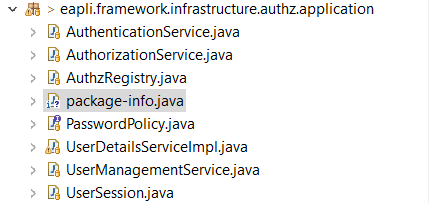 eapli.framework.infrastructure.authz.application
AuthenticationService.java
AuthorizationService.java
AuthzRegistry.java
package-info.java
PasswordPolicy.java
UserDetailsServiceImpl.java
UserManagementService.java
UserSession.java